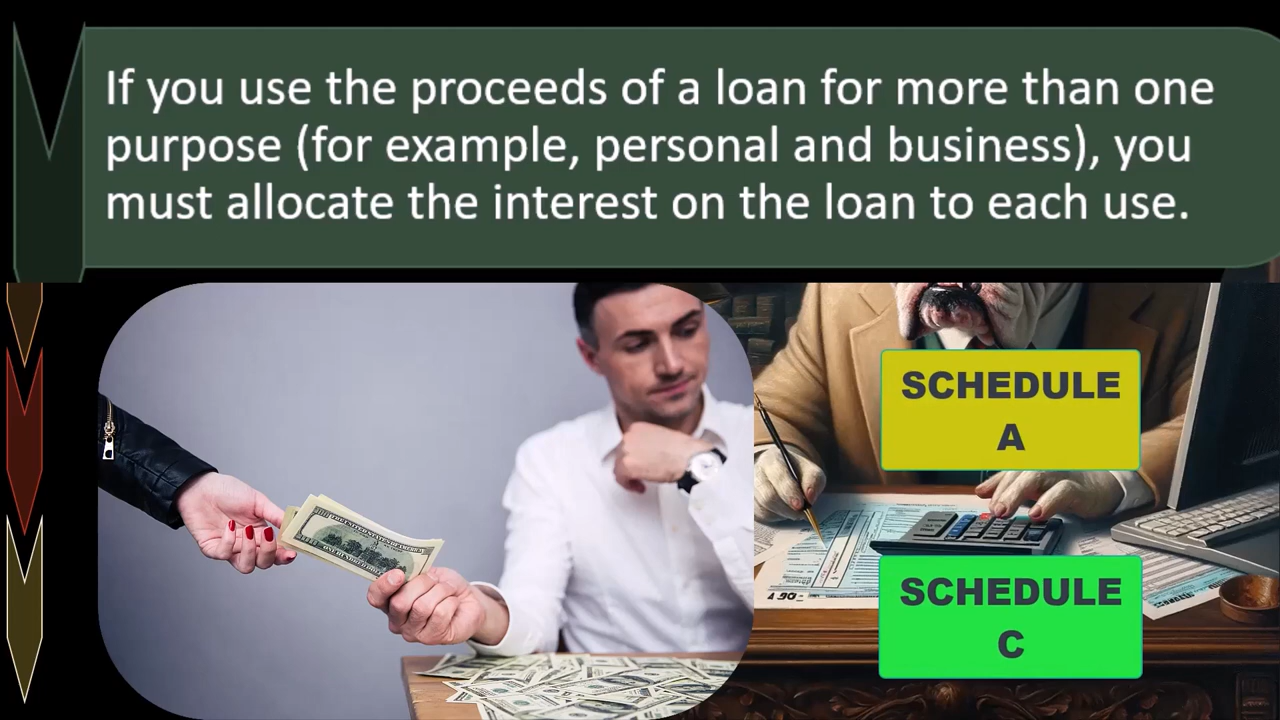 If you use the proceeds of a loan for more than one
purpose (for example, personal and business), you
must allocate the interest on the loan to each use.
SCHEDULE
A
SCHEDULE
C